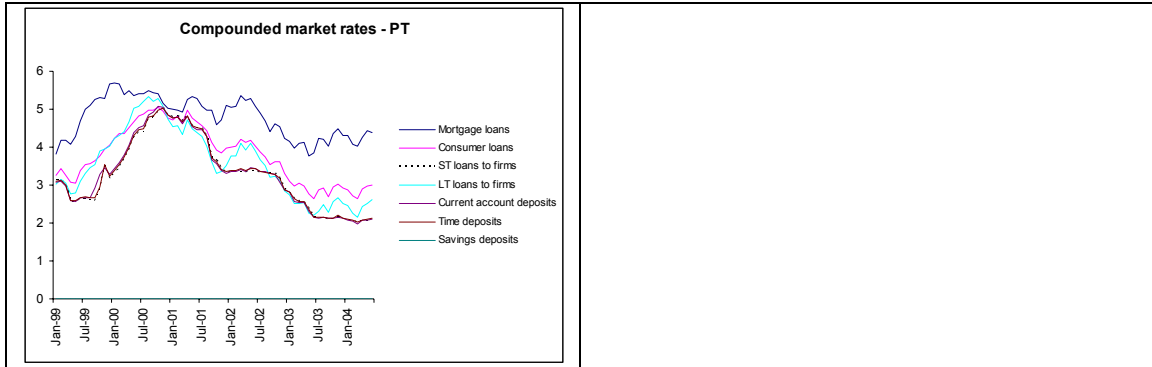 Compounded market rates - PT
6
5
4
3
2
1
0
Jan-99
Jul-99
Jan-00
Jul-00
Jan-01
Jul-01
Jan-02
Jul-02
Jan-03
Jul-03
Jan-04
Mortgage loans
Consumer loans
ST loans to firms
LT loans to firms
Current account deposits
Time deposits
Savings deposits